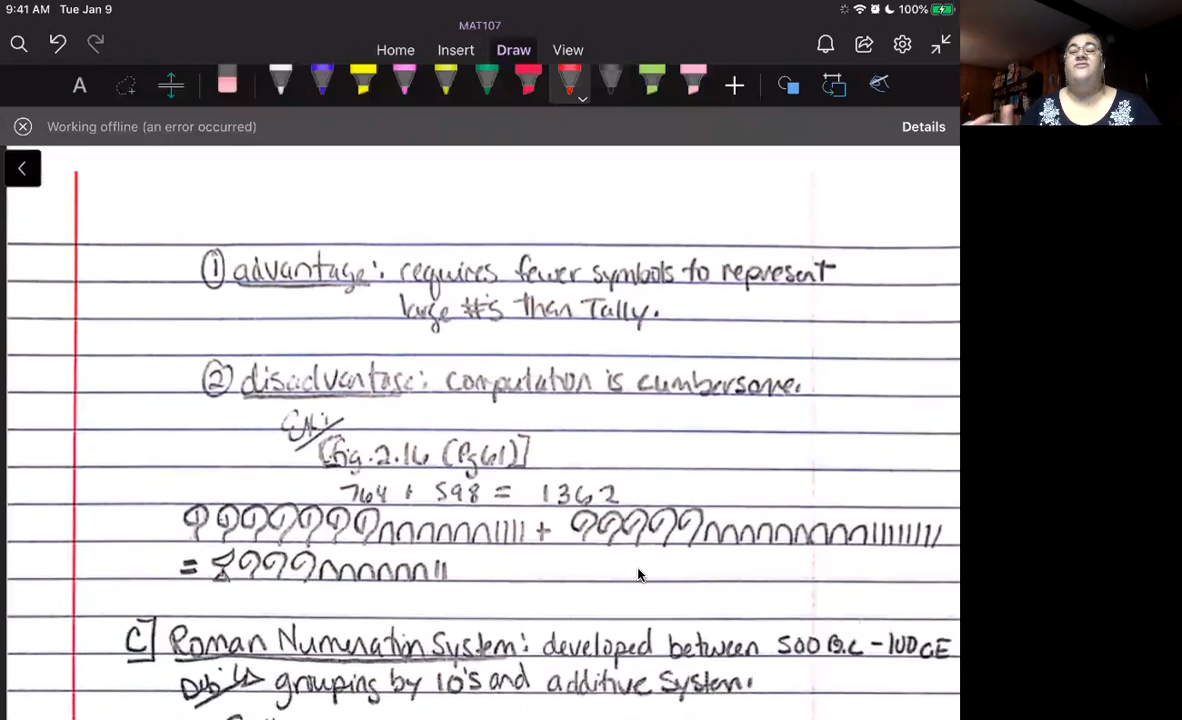 9:41 AM Tue Jan 9
100%
MAT107
Home Insert Draw View
A
Working offline (an error occurred)
Details
① advantage: requires fewer symbols to represent
large #'s than Tally.
② disadvantage: computation is cumbersome.
Ex:
[fig. 2.16 (Pg 61)]
764 + 598 = 1362
+
=
C] Roman Numeration System: developed between 500 B.C - 100 CE
grouping by 10's and additive system.